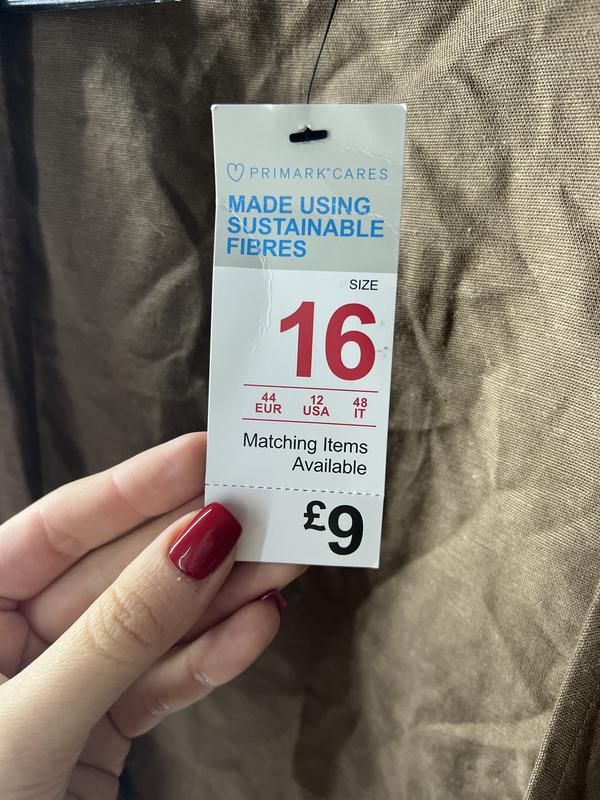 PRIMARK®CARES
MADE USING
SUSTAINABLE
FIBRES
SIZE
16
44 12 48
EUR USA IT
Matching Items
Available
£9